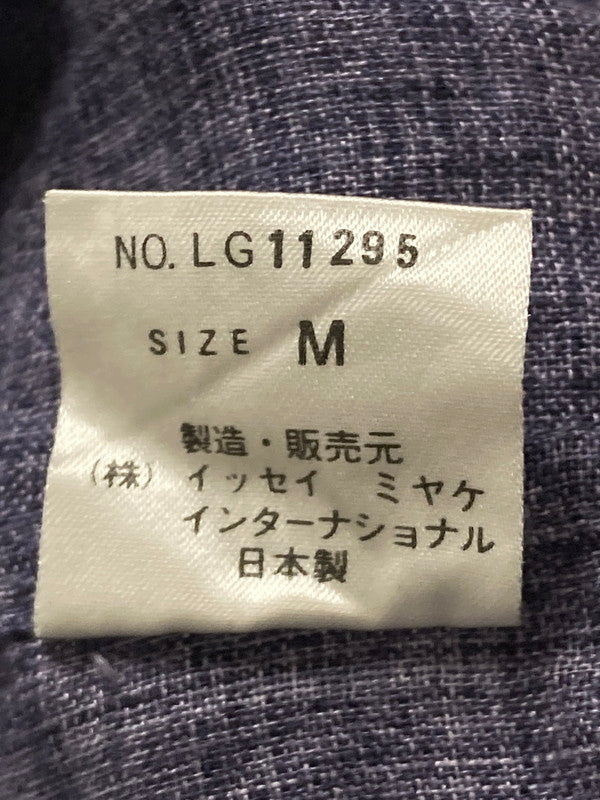 NO. LG11295
SIZE M
製造・販売元
(株) イッセイ ミヤケ
インターナショナル
日本製